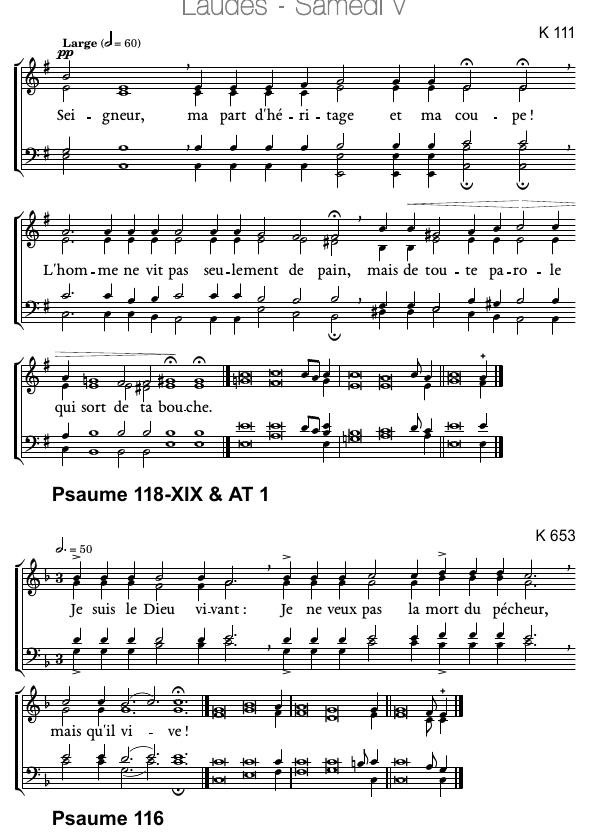 Laudes - Samedi V
K 111
Large (𝅗𝅥 = 60)
pp
Sei - gneur, ma part d'hé - ri - tage et ma cou - pe!
L'hom - me ne vit pas seu - lement de pain, mais de tou - te pa - ro - le
qui sort de ta bou - che.
Psaume 118-XIX & AT 1
K 653
𝅗𝅥. = 50
3
3
Je suis le Dieu vi - vant : Je ne veux pas la mort du pécheur,
mais qu'il vi - ve!
Psaume 116